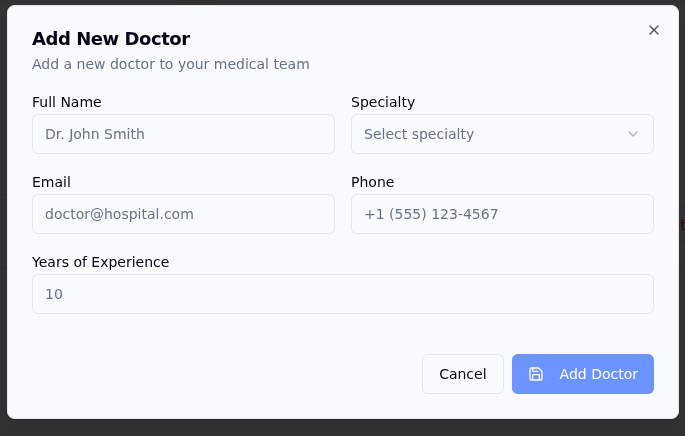 Add New Doctor
Add a new doctor to your medical team
Full Name
Specialty
Dr. John Smith
Select specialty
Email
Phone
doctor@hospital.com
+1 (555) 123-4567
Years of Experience
10
Cancel
Add Doctor